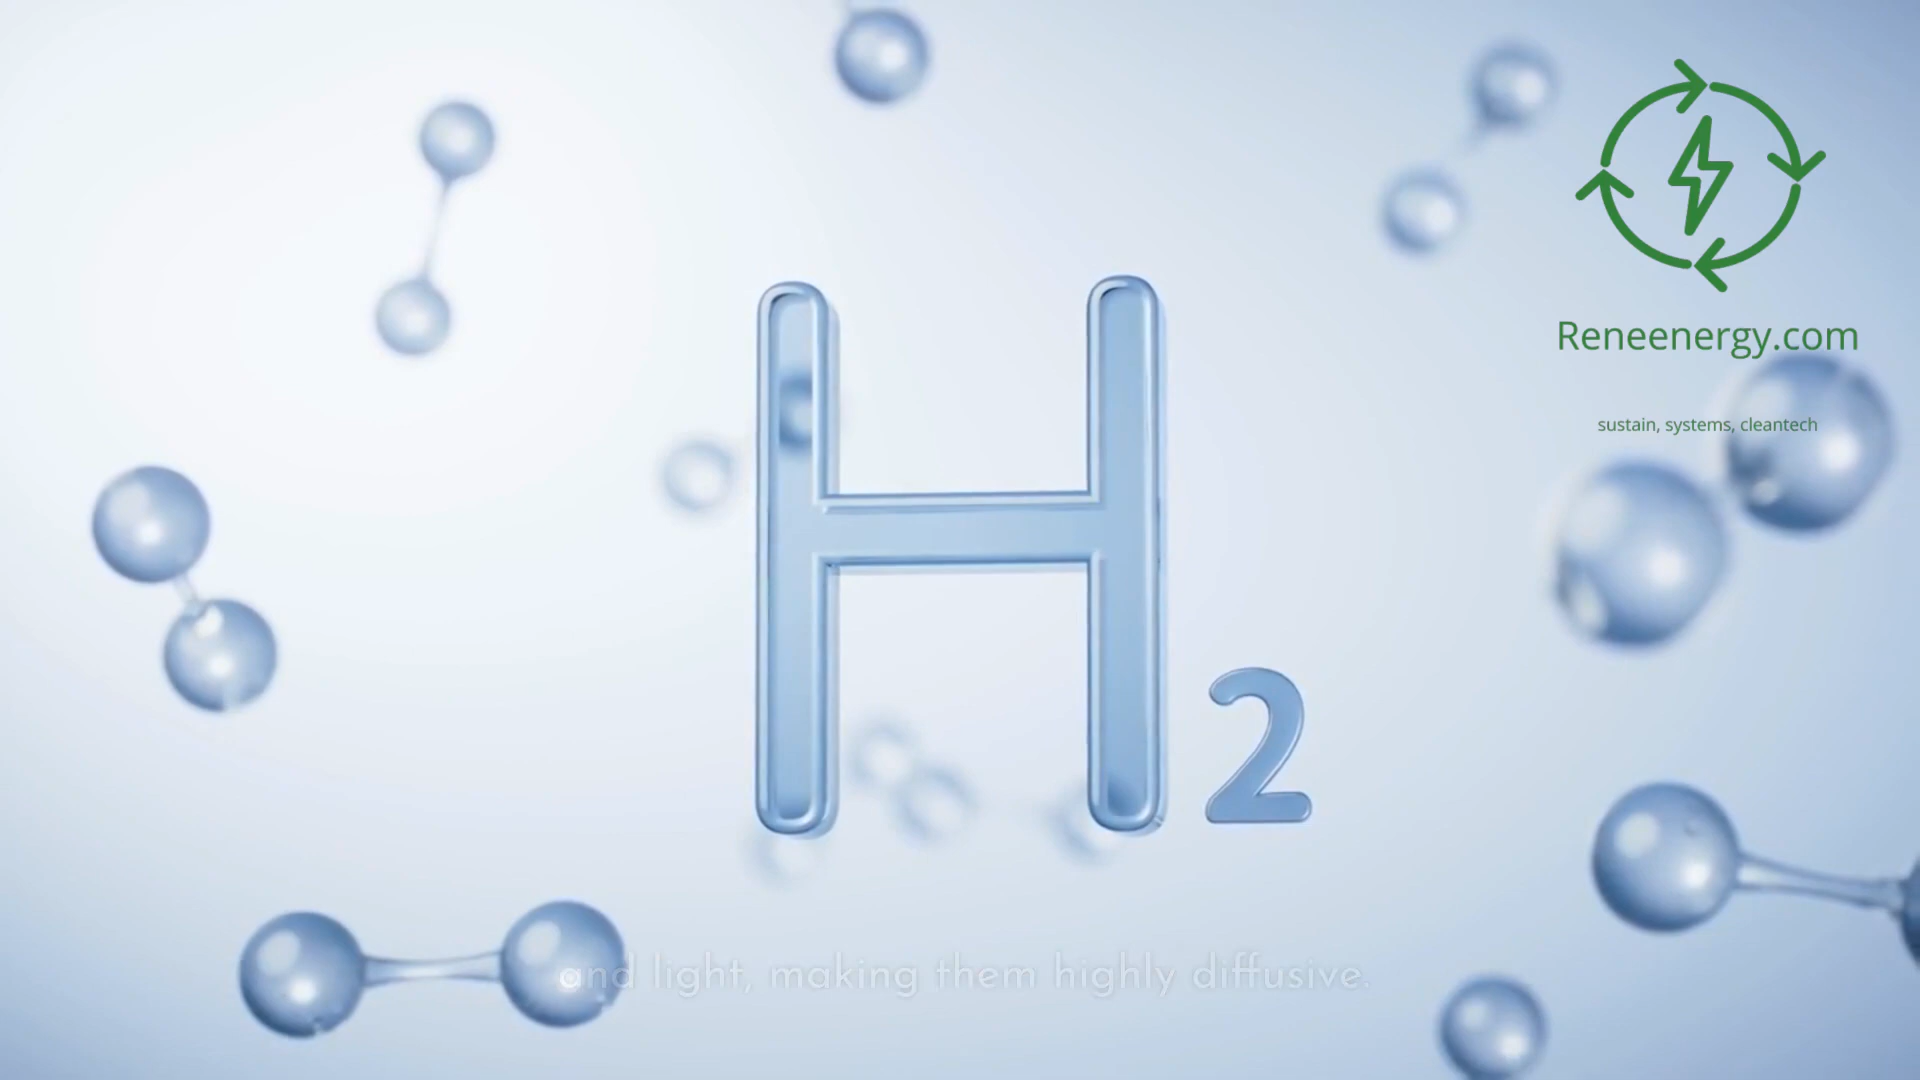 Reneenergy.com
sustain, systems, cleantech
H2
and light, making them highly diffusive.